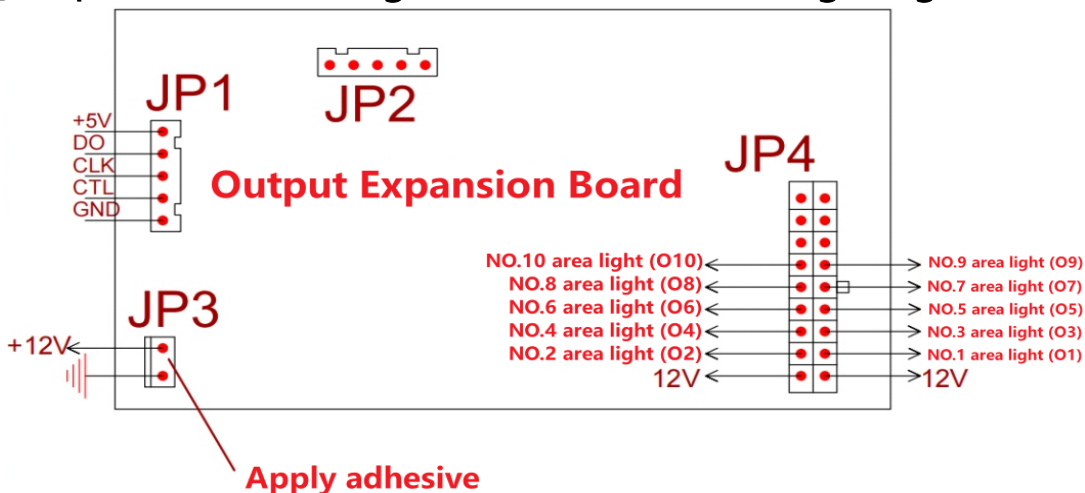 JP1
JP2
+5V
DO
CLK
CTL
GND
Output Expansion Board
JP4
NO.10 area light (O10)
NO.9 area light (O9)
NO.8 area light (O8)
NO.7 area light (O7)
NO.6 area light (O6)
NO.5 area light (O5)
NO.4 area light (O4)
NO.3 area light (O3)
NO.2 area light (O2)
NO.1 area light (O1)
12V
12V
JP3
+12V
Apply adhesive